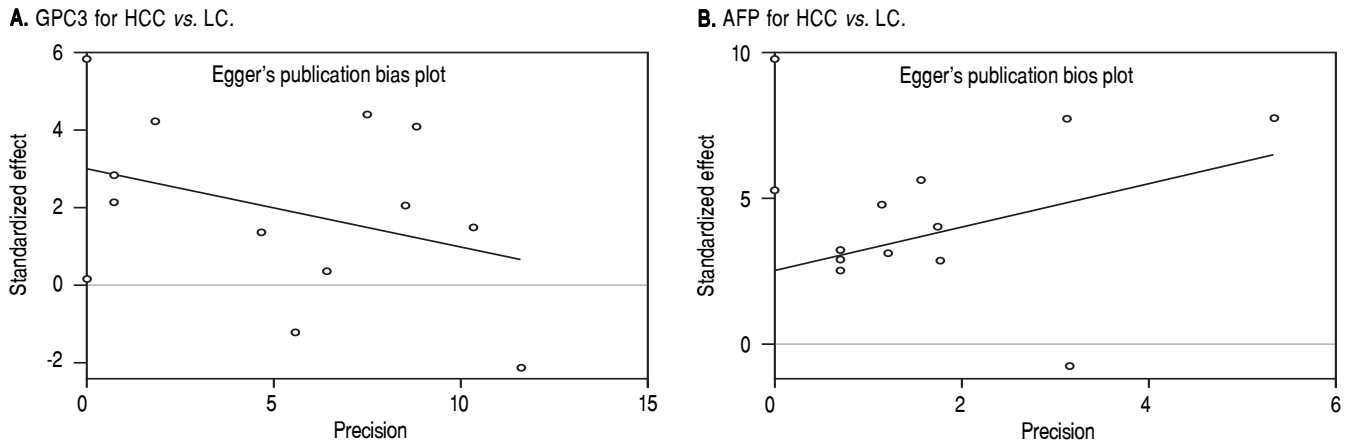 A. GPC3 for HCC vs. LC.
Egger's publication bias plot
6
4
2
0
-2
Standardized effect
0
5
10
15
Precision
B. AFP for HCC vs. LC.
Egger's publication bios plot
10
5
0
Standardized effect
0
2
4
6
Precision